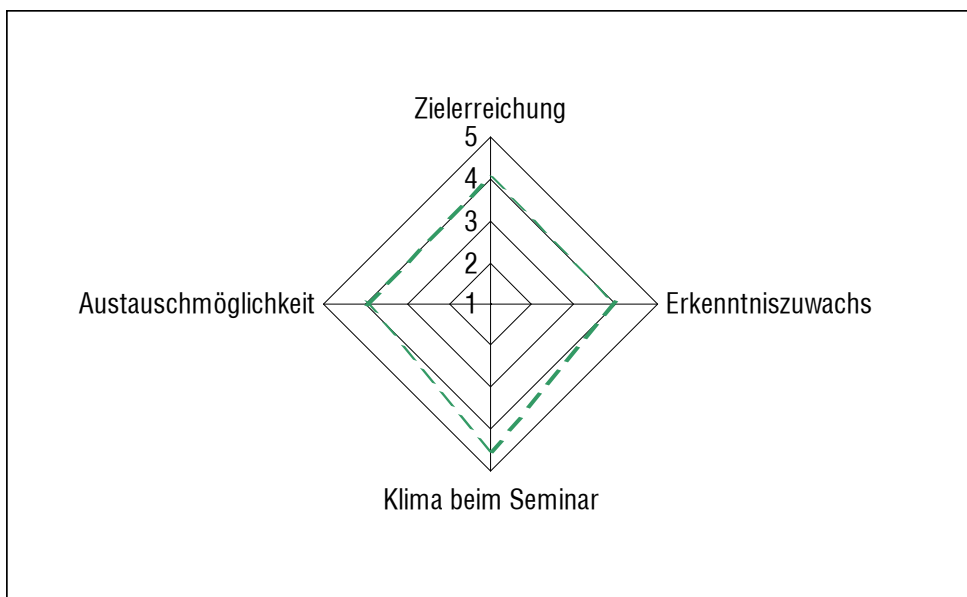 Zielerreichung
5
4
3
2
Austauschmöglichkeit 1 Erkenntniszuwachs
Klima beim Seminar